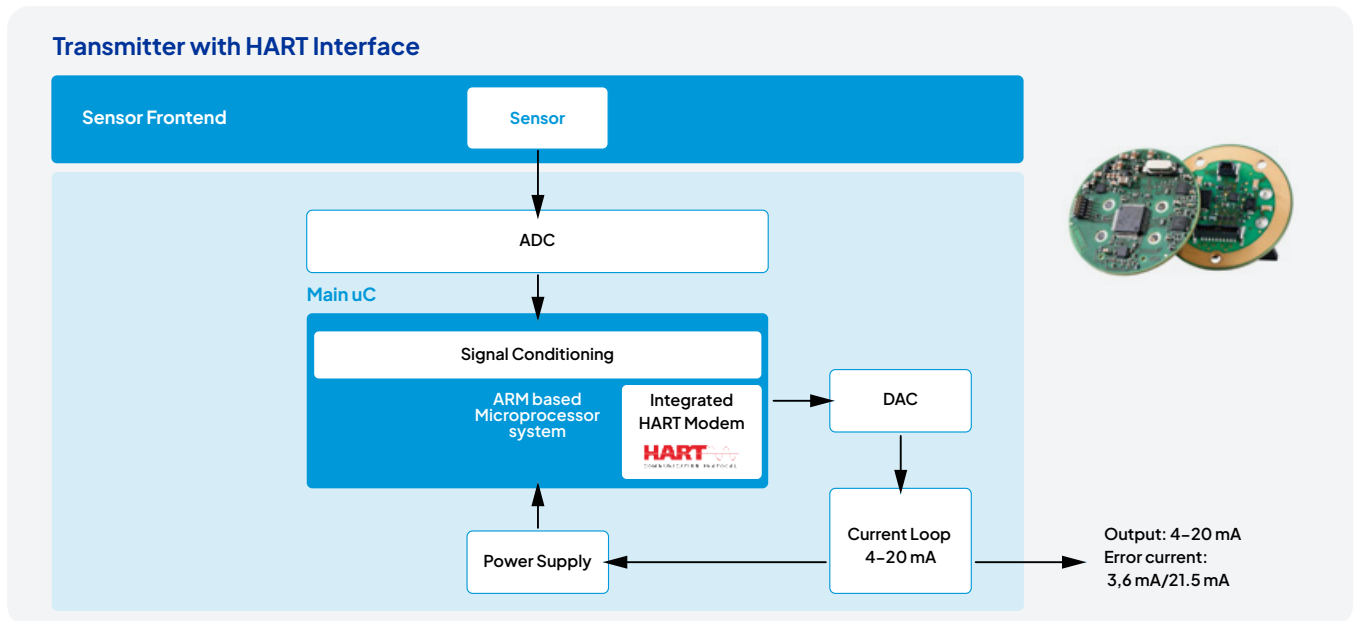 Transmitter with HART Interface
Sensor Frontend
Sensor
ADC
Main uC
Signal Conditioning
ARM based
Microprocessor
system
Integrated
HART Modem
HART
COMMUNICATION PROTOCOL
DAC
Current Loop
4–20 mA
Power Supply
Output: 4–20 mA
Error current:
3,6 mA/21.5 mA